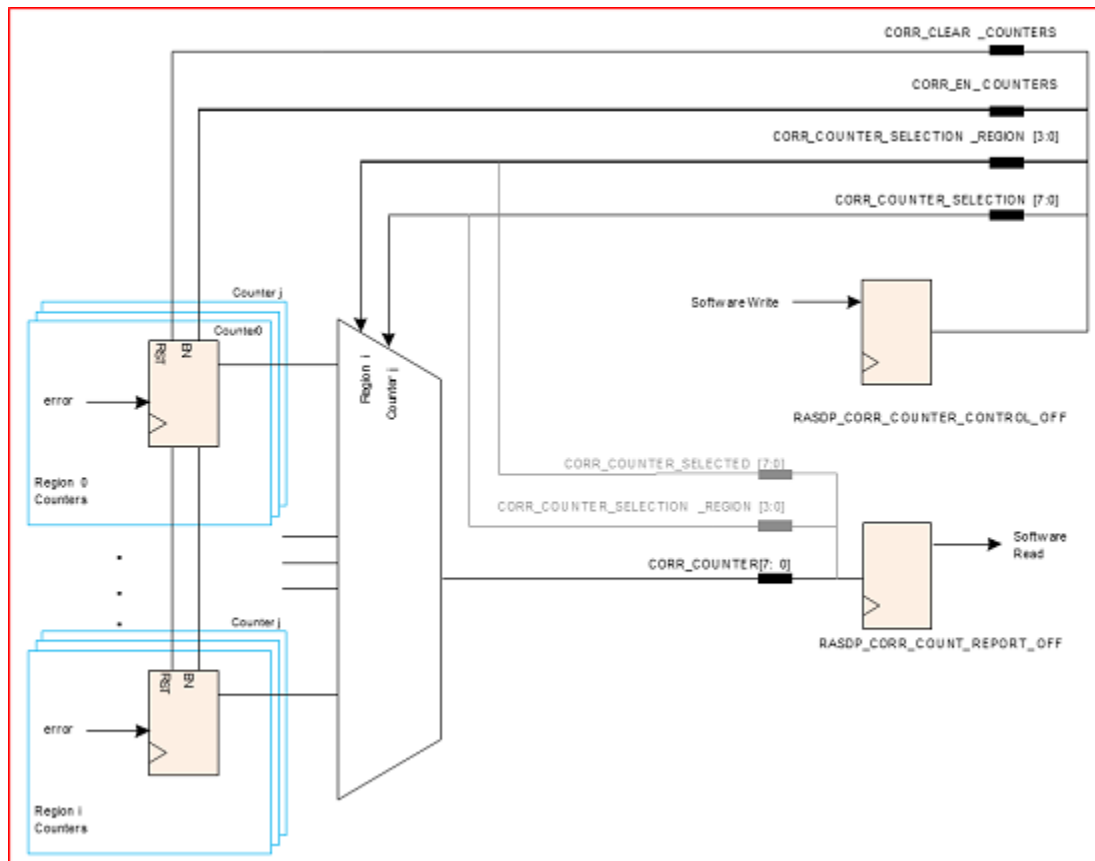 CORR_CLEAR _COUNTERS
CORR_EN_COUNTERS
CORR_COUNTER_SELECTION _REGION [3:0]
CORR_COUNTER_SELECTION [7:0]
Counter j
Software Write
Counter0
RST
EN
Region i
Counter j
error
RASDP_CORR_COUNTER_CONTROL_OFF
CORR_COUNTER_SELECTED [7:0]
Region 0
Counters
CORR_COUNTER_SELECTION _REGION [3:0]
Software
Read
CORR_COUNTER[7: 0]
Counter j
RASDP_CORR_COUNT_REPORT_OFF
RST
EN
error
Region i
Counters